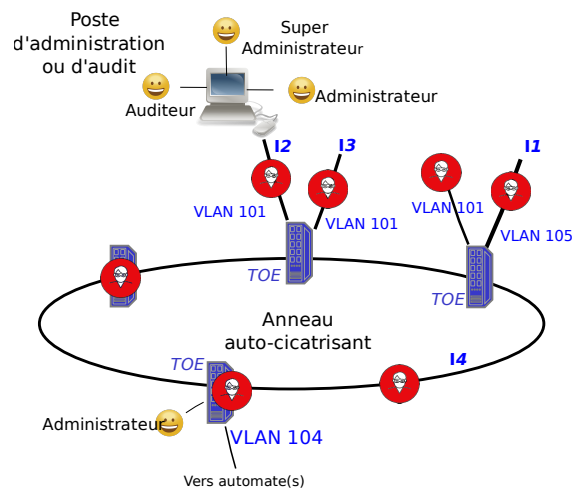 Poste
d'administration
ou d'audit
Super
Administrateur
Auditeur
Administrateur
I2
I3
I1
VLAN 101
VLAN 101
VLAN 101
VLAN 105
TOE
TOE
Anneau
auto-cicatrisant
TOE
I4
Administrateur
VLAN 104
Vers automate(s)